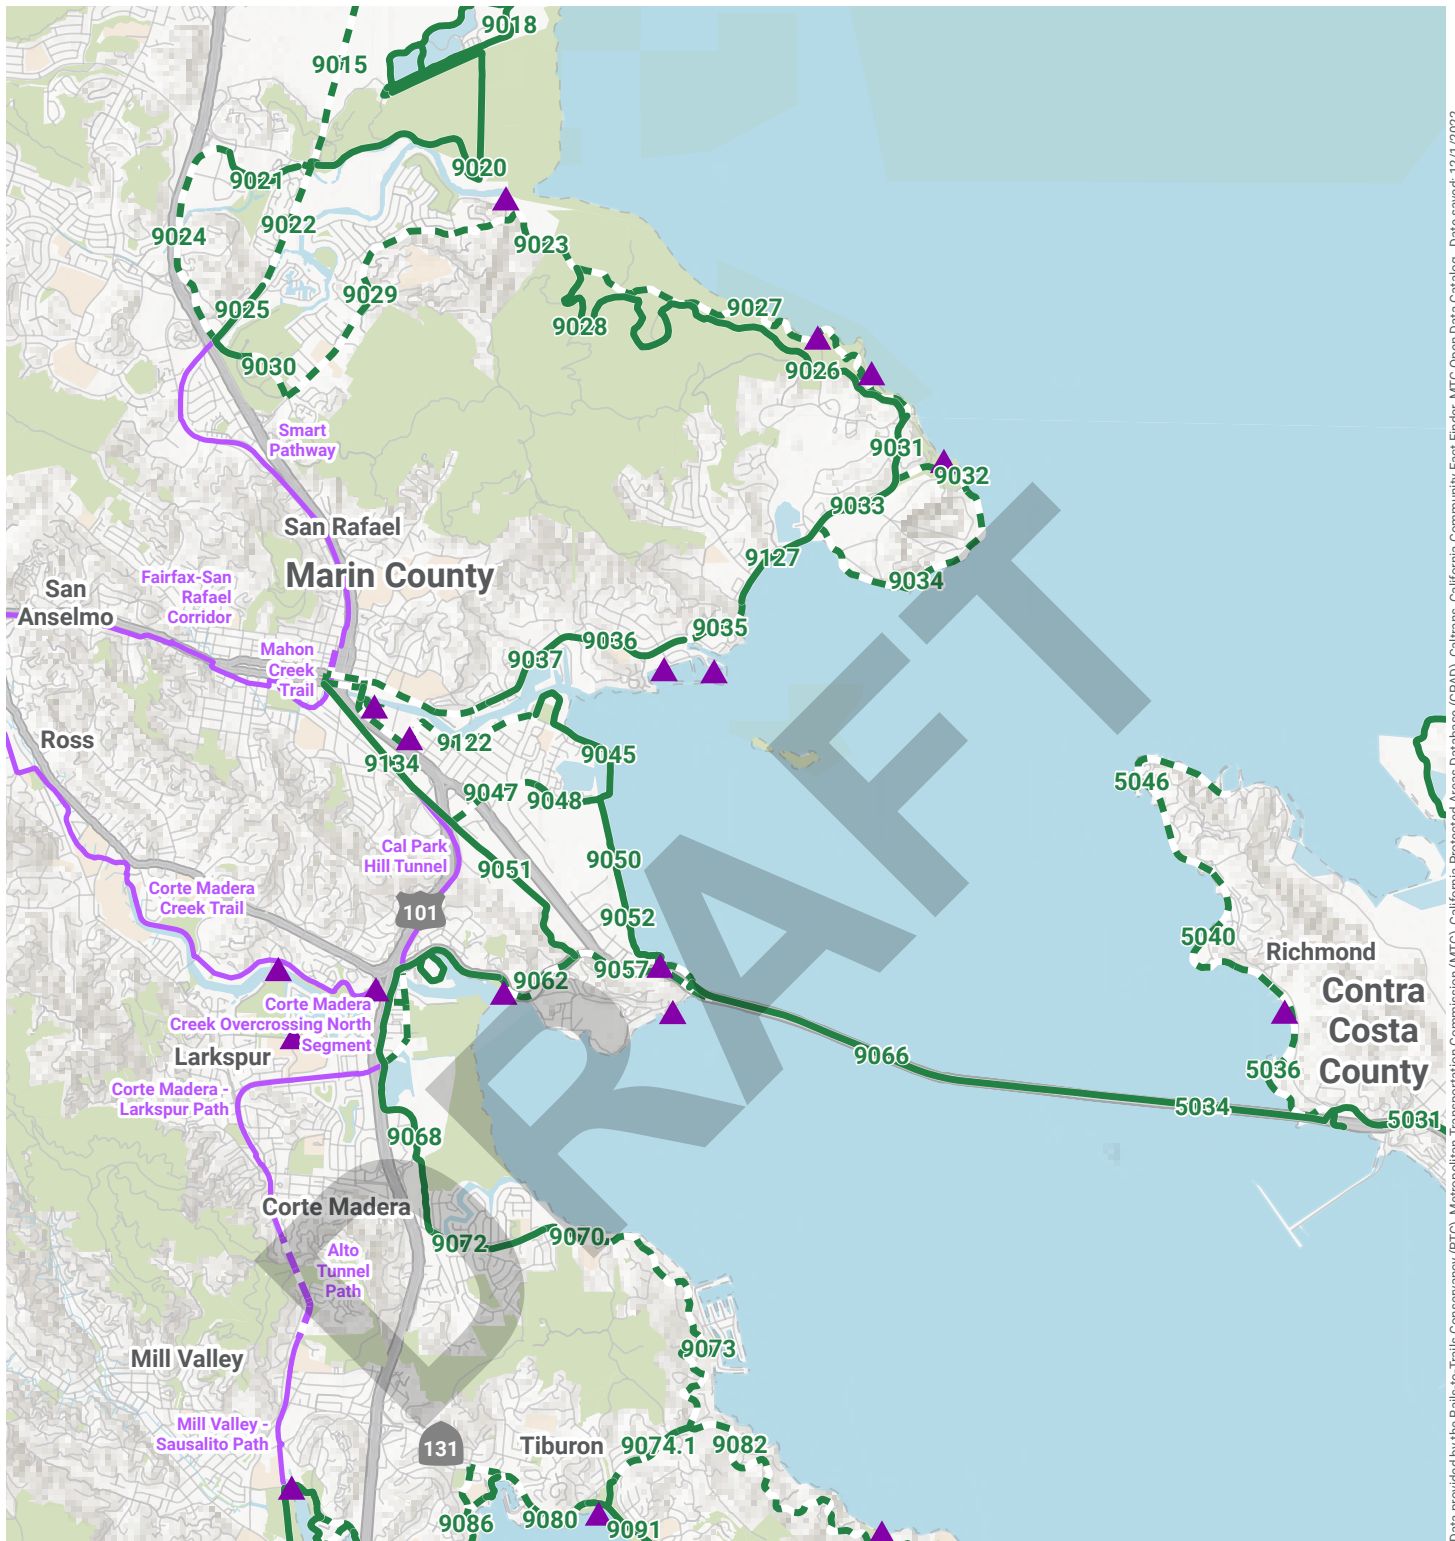 9018
9015
9020
9021
9022
9024
9023
9025
9029
9027
9028
9030
9026
Smart
Pathway
9031
9032
9033
San Rafael
Marin County
9127
9034
Fairfax-San
Rafael
Corridor
San
Anselmo
9035
9036
9037
Mahon
Creek
Trail
Ross
9122
9134
9045
9047
9048
5046
Cal Park
Hill Tunnel
9050
9051
Corte Madera
Creek Trail
101
9052
5040
Richmond
Contra
Costa
County
9057
9062
Corte Madera
Creek Overcrossing North
Segment
Larkspur
9066
5036
Corte Madera -
Larkspur Path
5034
5031
9068
Corte Madera
9072
9070
Alto
Tunnel
Path
Mill Valley
9073
Mill Valley -
Sausalito Path
131
Tiburon
9074.1
9082
9086
9080
9091
DRAFT